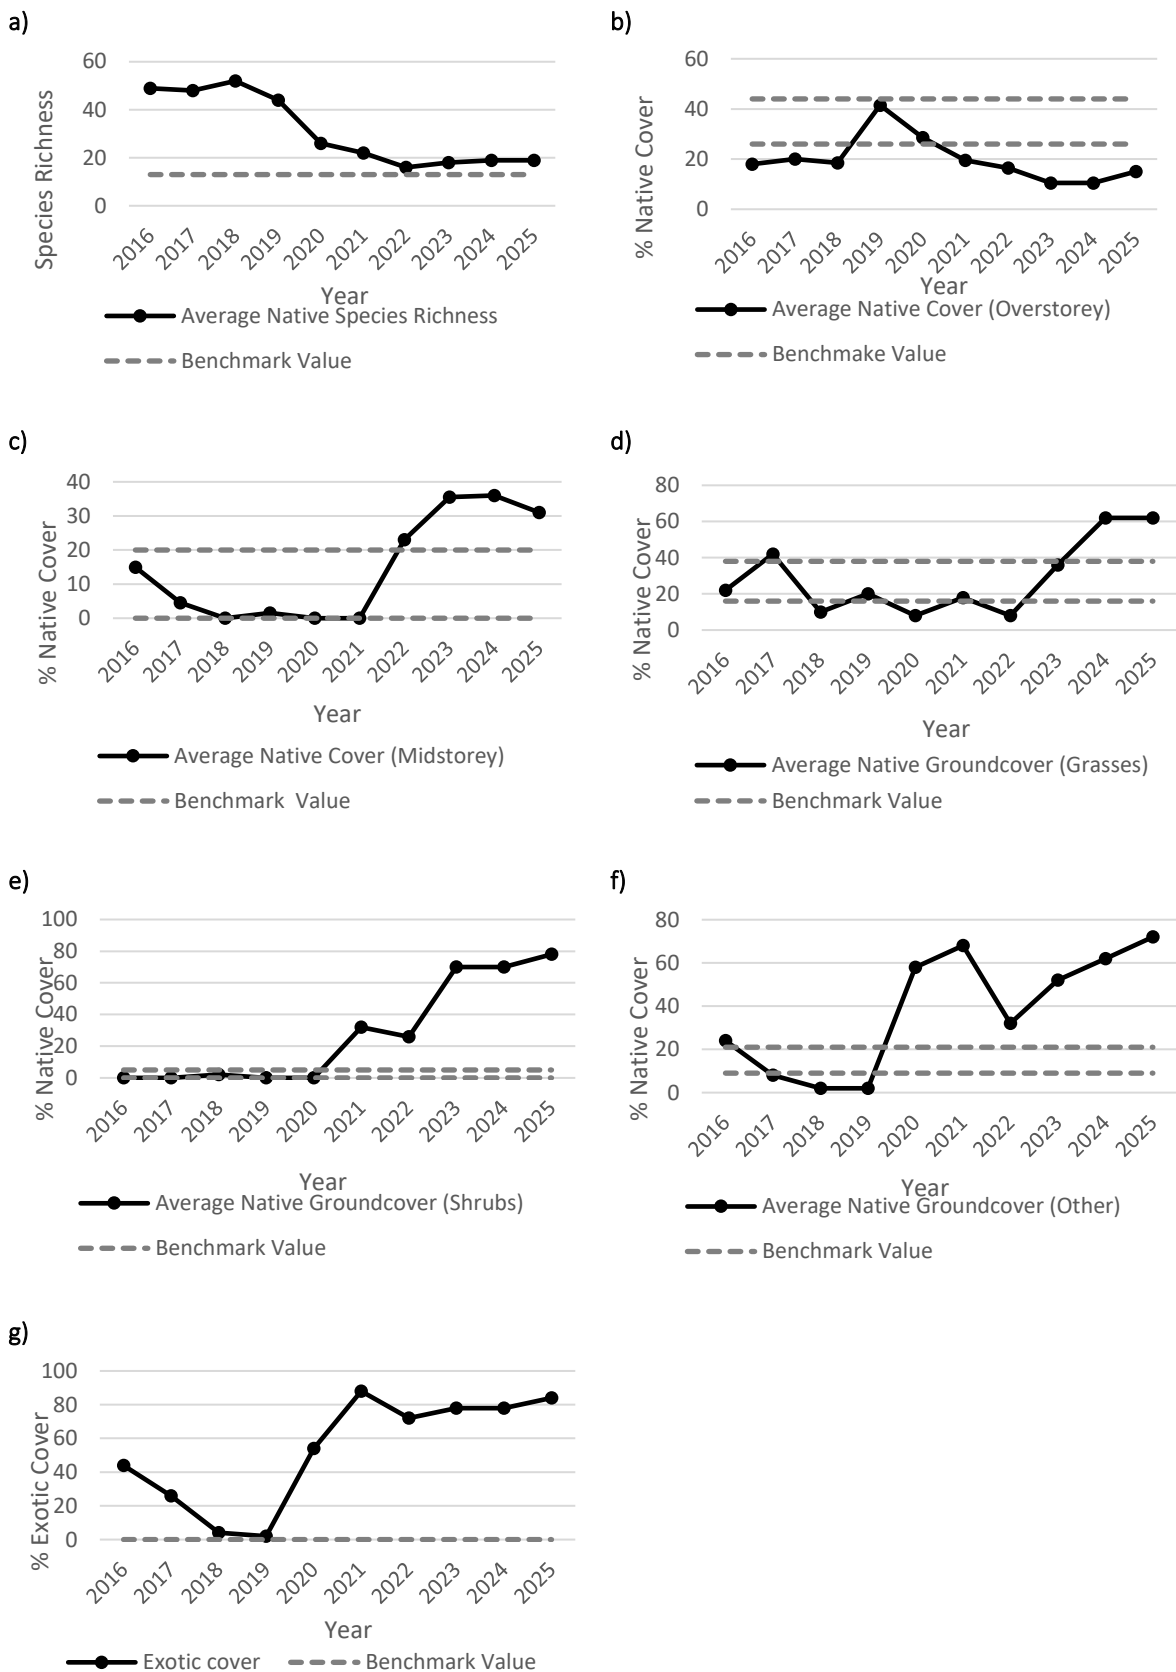 a)
60
40
20
0
Species Richness
2016 2017 2018 2019 2020 2021 2022 2023 2024 2025
Year
Average Native Species Richness
Benchmark Value
b)
60
40
20
0
% Native Cover
2016 2017 2018 2019 2020 2021 2022 2023 2024 2025
Year
Average Native Cover (Overstorey)
Benchmake Value
c)
40
30
20
10
0
% Native Cover
2016 2017 2018 2019 2020 2021 2022 2023 2024 2025
Year
Average Native Cover (Midstorey)
Benchmark Value
d)
80
60
40
20
0
% Native Cover
2016 2017 2018 2019 2020 2021 2022 2023 2024 2025
Year
Average Native Groundcover (Grasses)
Benchmark Value
e)
100
80
60
40
20
0
% Native Cover
2016 2017 2018 2019 2020 2021 2022 2023 2024 2025
Year
Average Native Groundcover (Shrubs)
Benchmark Value
f)
80
60
40
20
0
% Native Cover
2016 2017 2018 2019 2020 2021 2022 2023 2024 2025
Year
Average Native Groundcover (Other)
Benchmark Value
g)
100
80
60
40
20
0
% Exotic Cover
2016 2017 2018 2019 2020 2021 2022 2023 2024 2025
Year
Exotic cover Benchmark Value